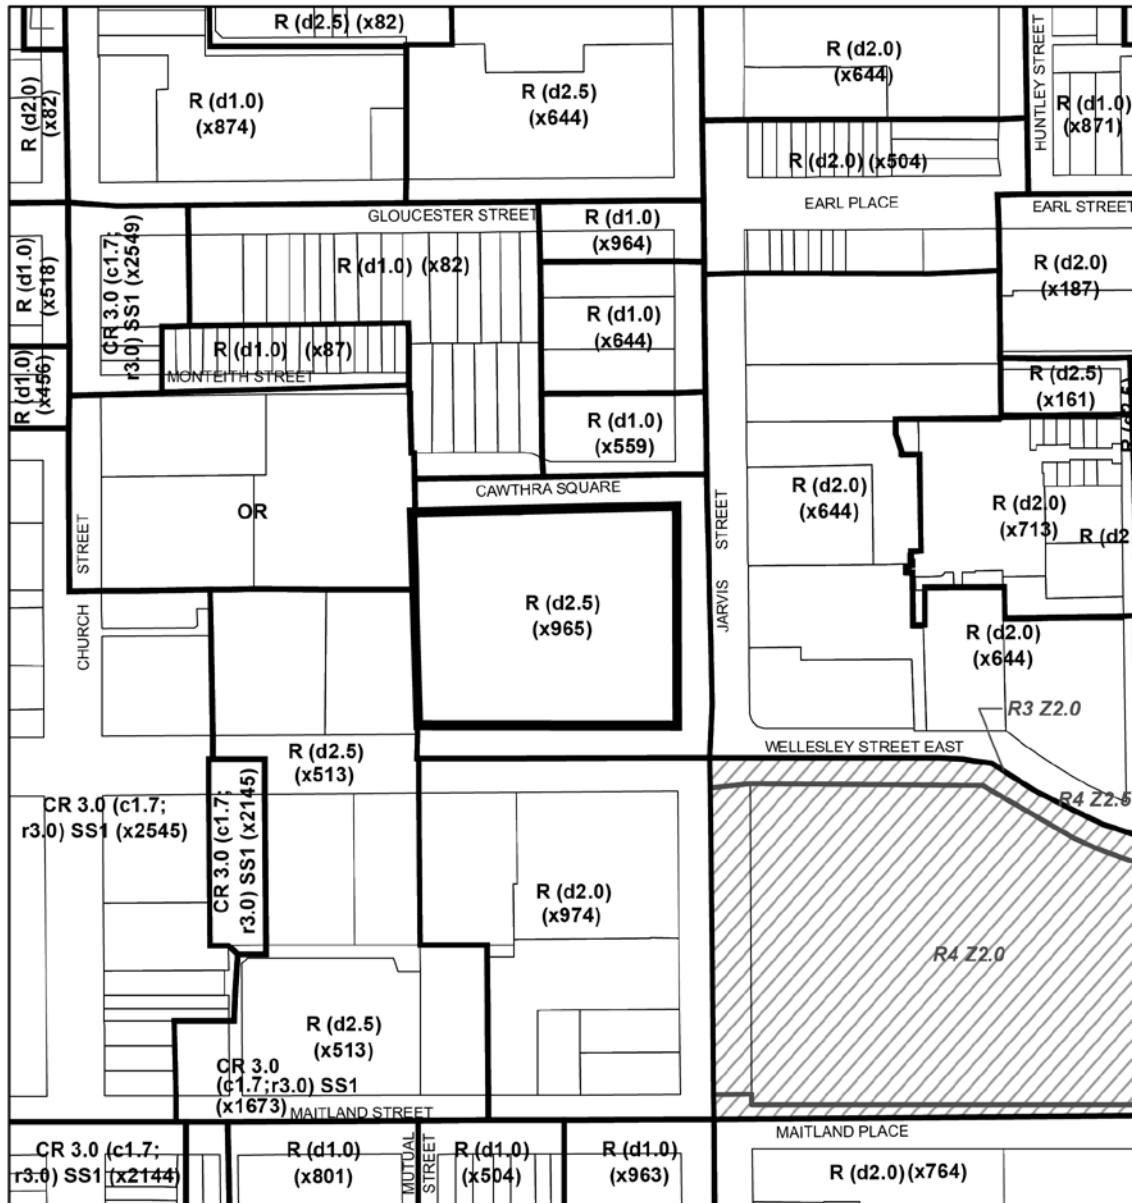 R (d2.5) (x82)
R (d2.0)
(x82)
R (d1.0)
(x874)
R (d2.5)
(x644)
R (d2.0)
(x644)
HUNTLEY STREET
R (d1.0)
(x871)
R (d2.0) (x504)
EARL PLACE
EARL STREET
GLOUCESTER STREET
R (d1.0)
(x518)
CR 3.0 (c1.7;
r3.0) SS1 (x2549)
R (d1.0) (x82)
R (d1.0)
(x964)
R (d2.0)
(x187)
R (d1.0)
(x644)
R (d1.0) (x87)
MONTEITH STREET
R (d1.0)
(x456)
R (d2.5)
(x161)
R (d1.0)
(x559)
CAWTHRA SQUARE
R (d2.0)
(x644)
R (d2.0)
(x713)
R (d2
OR
CHURCH STREET
JARVIS STREET
R (d2.5)
(x965)
R (d2.0)
(x644)
R3 Z2.0
WELLESLEY STREET EAST
R (d2.5)
(x513)
CR 3.0 (c1.7;
r3.0) SS1 (x2545)
CR 3.0 (c1.7;
r3.0) SS1 (x2145)
R4 Z2.5
R (d2.0)
(x974)
R4 Z2.0
R (d2.5)
(x513)
CR 3.0
(c1.7;r3.0) SS1
(x1673)
MAITLAND STREET
MAITLAND PLACE
CR 3.0 (c1.7;
r3.0) SS1 (x2144)
R (d1.0)
(x801)
MUTUAL
STREET
R (d1.0)
(x504)
R (d1.0)
(x963)
R (d2.0) (x764)